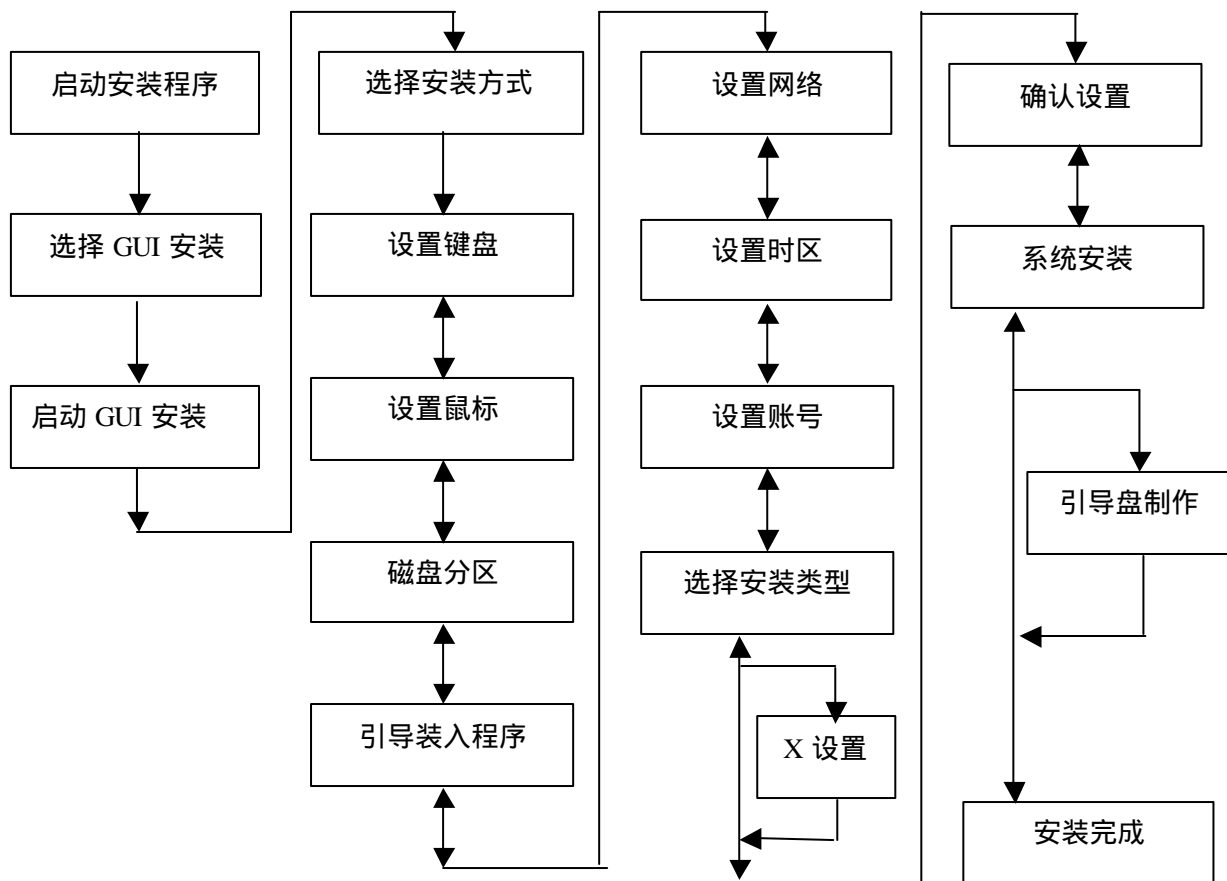 启动安装程序
选择 GUI 安装
启动 GUI 安装
选择安装方式
设置键盘
设置鼠标
磁盘分区
引导装入程序
设置网络
设置时区
设置账号
选择安装类型
X 设置
确认设置
系统安装
引导盘制作
安装完成